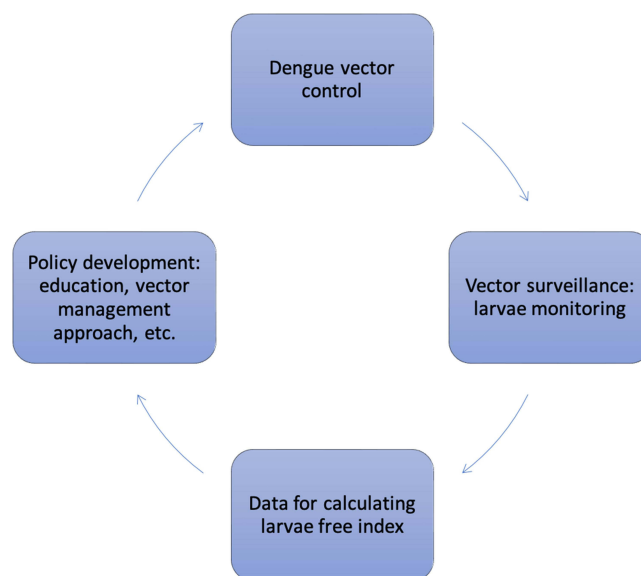 Dengue vector
control
Policy development:
education, vector
management
approach, etc.
Vector surveillance:
larvae monitoring
Data for calculating
larvae free index